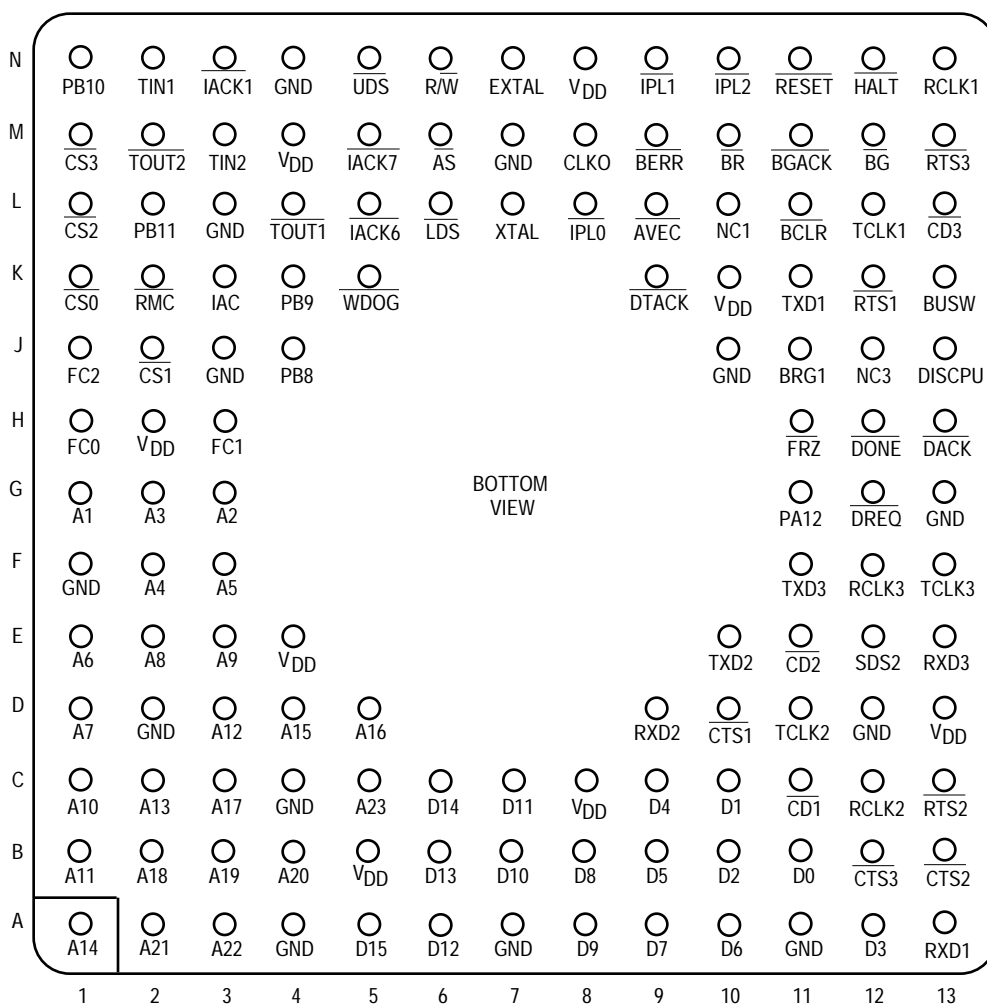 N
PB10 TIN1 IACK1 GND UDS R/W EXTAL VDD IPL1 IPL2 RESET HALT RCLK1
M
CS3 TOUT2 TIN2 VDD IACK7 AS GND CLKO BERR BR BGACK BG RTS3
L
CS2 PB11 GND TOUT1 IACK6 LDS XTAL IPL0 AVEC NC1 BCLR TCLK1 CD3
K
CS0 RMC IAC PB9 WDOG DTACK VDD TXD1 RTS1 BUSW
J
FC2 CS1 GND PB8 GND BRG1 NC3 DISCPU
H
FC0 VDD FC1 FRZ DONE DACK
G
BOTTOM
VIEW
A1 A3 A2 PA12 DREQ GND
F
GND A4 A5 TXD3 RCLK3 TCLK3
E
A6 A8 A9 VDD TXD2 CD2 SDS2 RXD3
D
A7 GND A12 A15 A16 RXD2 CTS1 TCLK2 GND VDD
C
A10 A13 A17 GND A23 D14 D11 VDD D4 D1 CD1 RCLK2 RTS2
B
A11 A18 A19 A20 VDD D13 D10 D8 D5 D2 D0 CTS3 CTS2
A
A14 A21 A22 GND D15 D12 GND D9 D7 D6 GND D3 RXD1
1 2 3 4 5 6 7 8 9 10 11 12 13